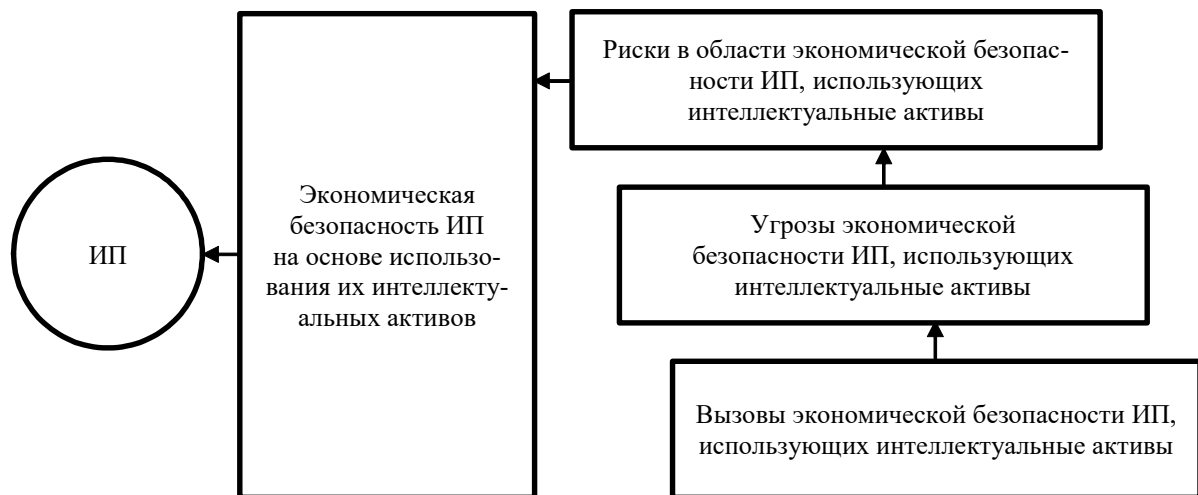 ИП
Экономическая
безопасность ИП
на основе использо-
вания их интеллекту-
альных активов
Риски в области экономической безопас-
ности ИП, использующих
интеллектуальные активы
Угрозы экономической
безопасности ИП, использующих
интеллектуальные активы
Вызовы экономической безопасности ИП,
использующих интеллектуальные активы